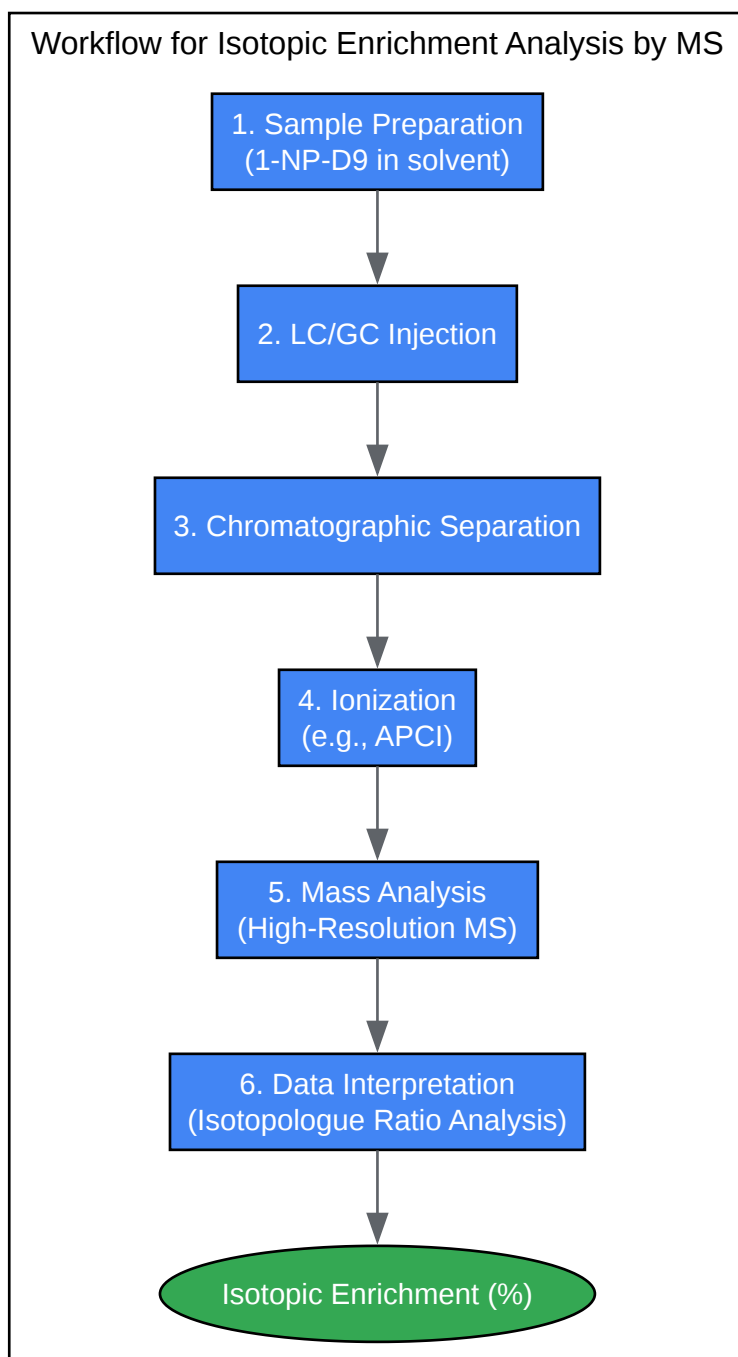 Workflow for Isotopic Enrichment Analysis by MS
1. Sample Preparation
(1-NP-D9 in solvent)
2. LC/GC Injection
3. Chromatographic Separation
4. Ionization
(e.g., APCI)
5. Mass Analysis
(High-Resolution MS)
6. Data Interpretation
(Isotopologue Ratio Analysis)
Isotopic Enrichment (%)